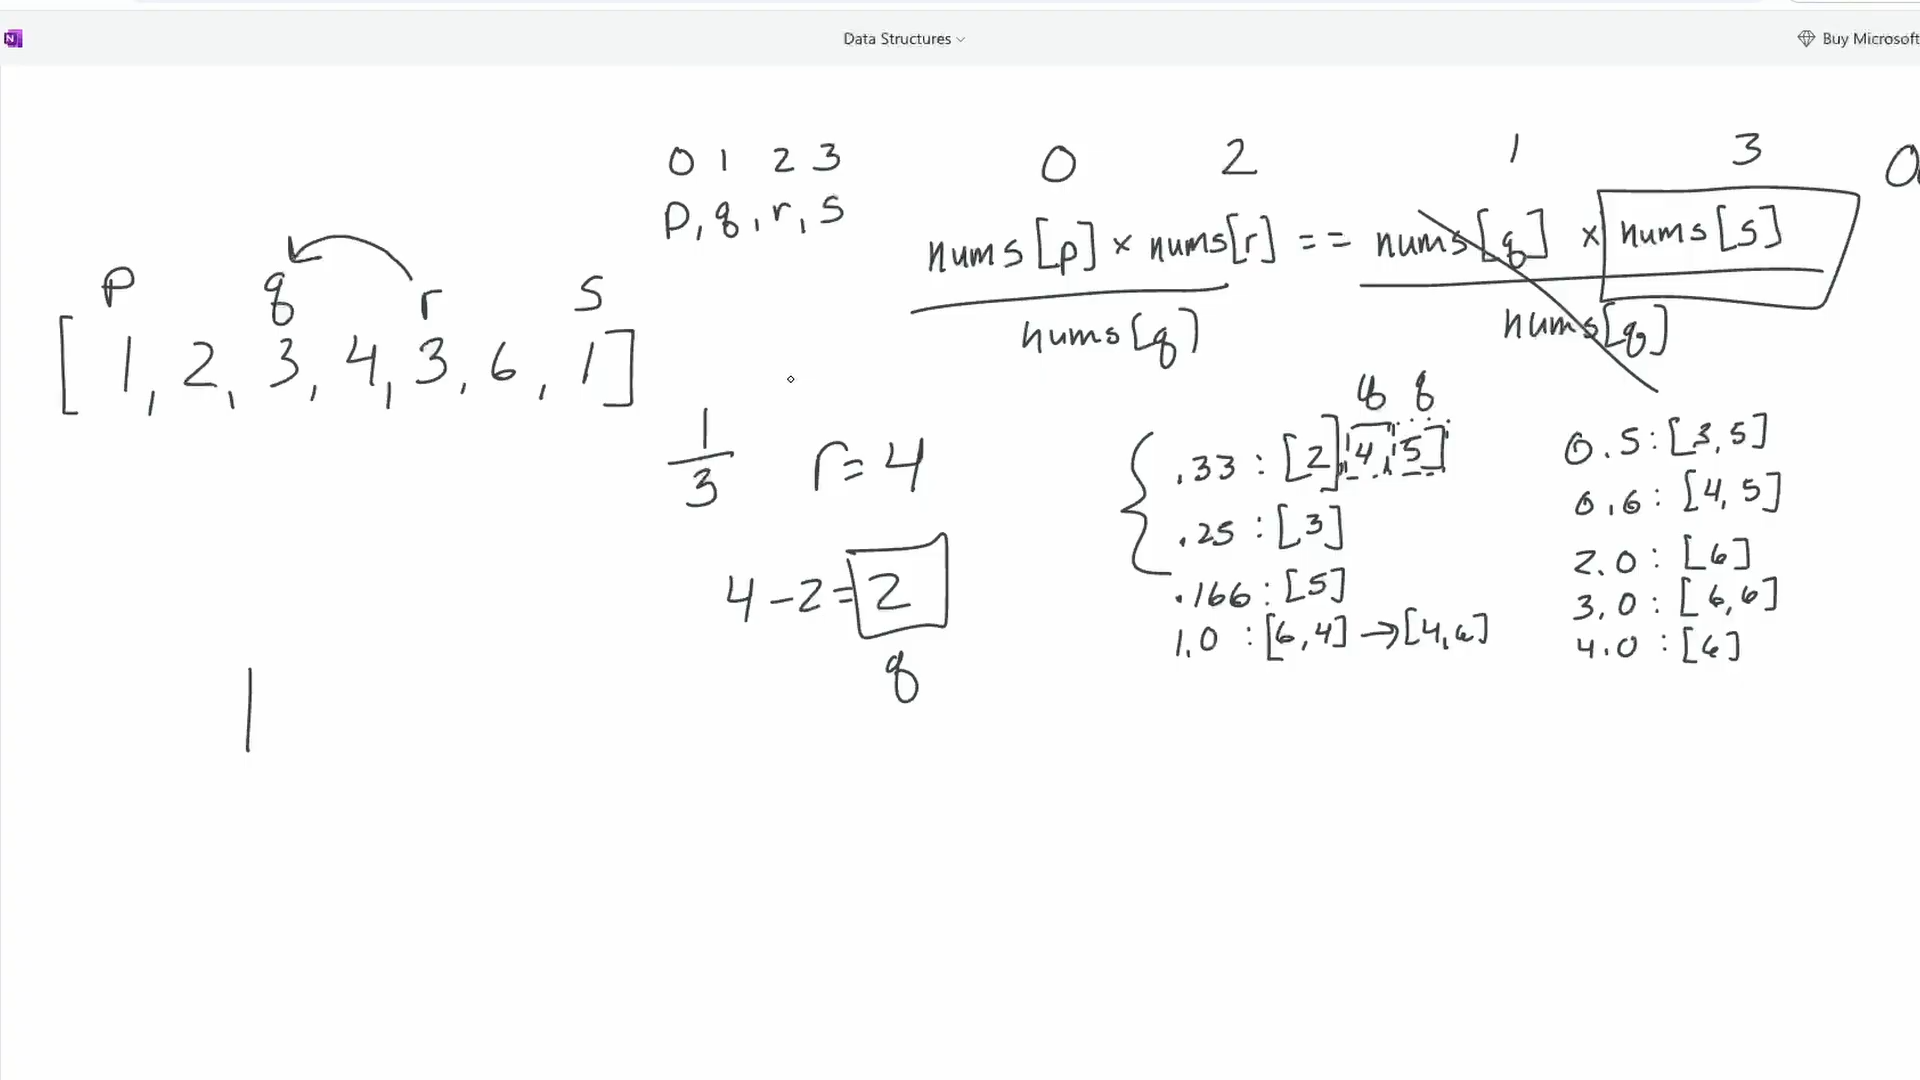 Data Structures
Buy Microsoft
0 1 2 3
p, q, r, s
0 2 1 3
nums[p] × nums[r] == nums[q] × nums[s]
nums[q] nums[q]
p q r s
[1, 2, 3, 4, 3, 6, 1]
1
3
r = 4
4 - 2 = 2
q
q q
.33 : [2], 4, 5]
.25 : [3]
.166 : [5]
1.0 : [6,4] → [4,6]
0.5 : [3,5]
0.6 : [4, 5]
2.0 : [6]
3.0 : [6,6]
4.0 : [6]